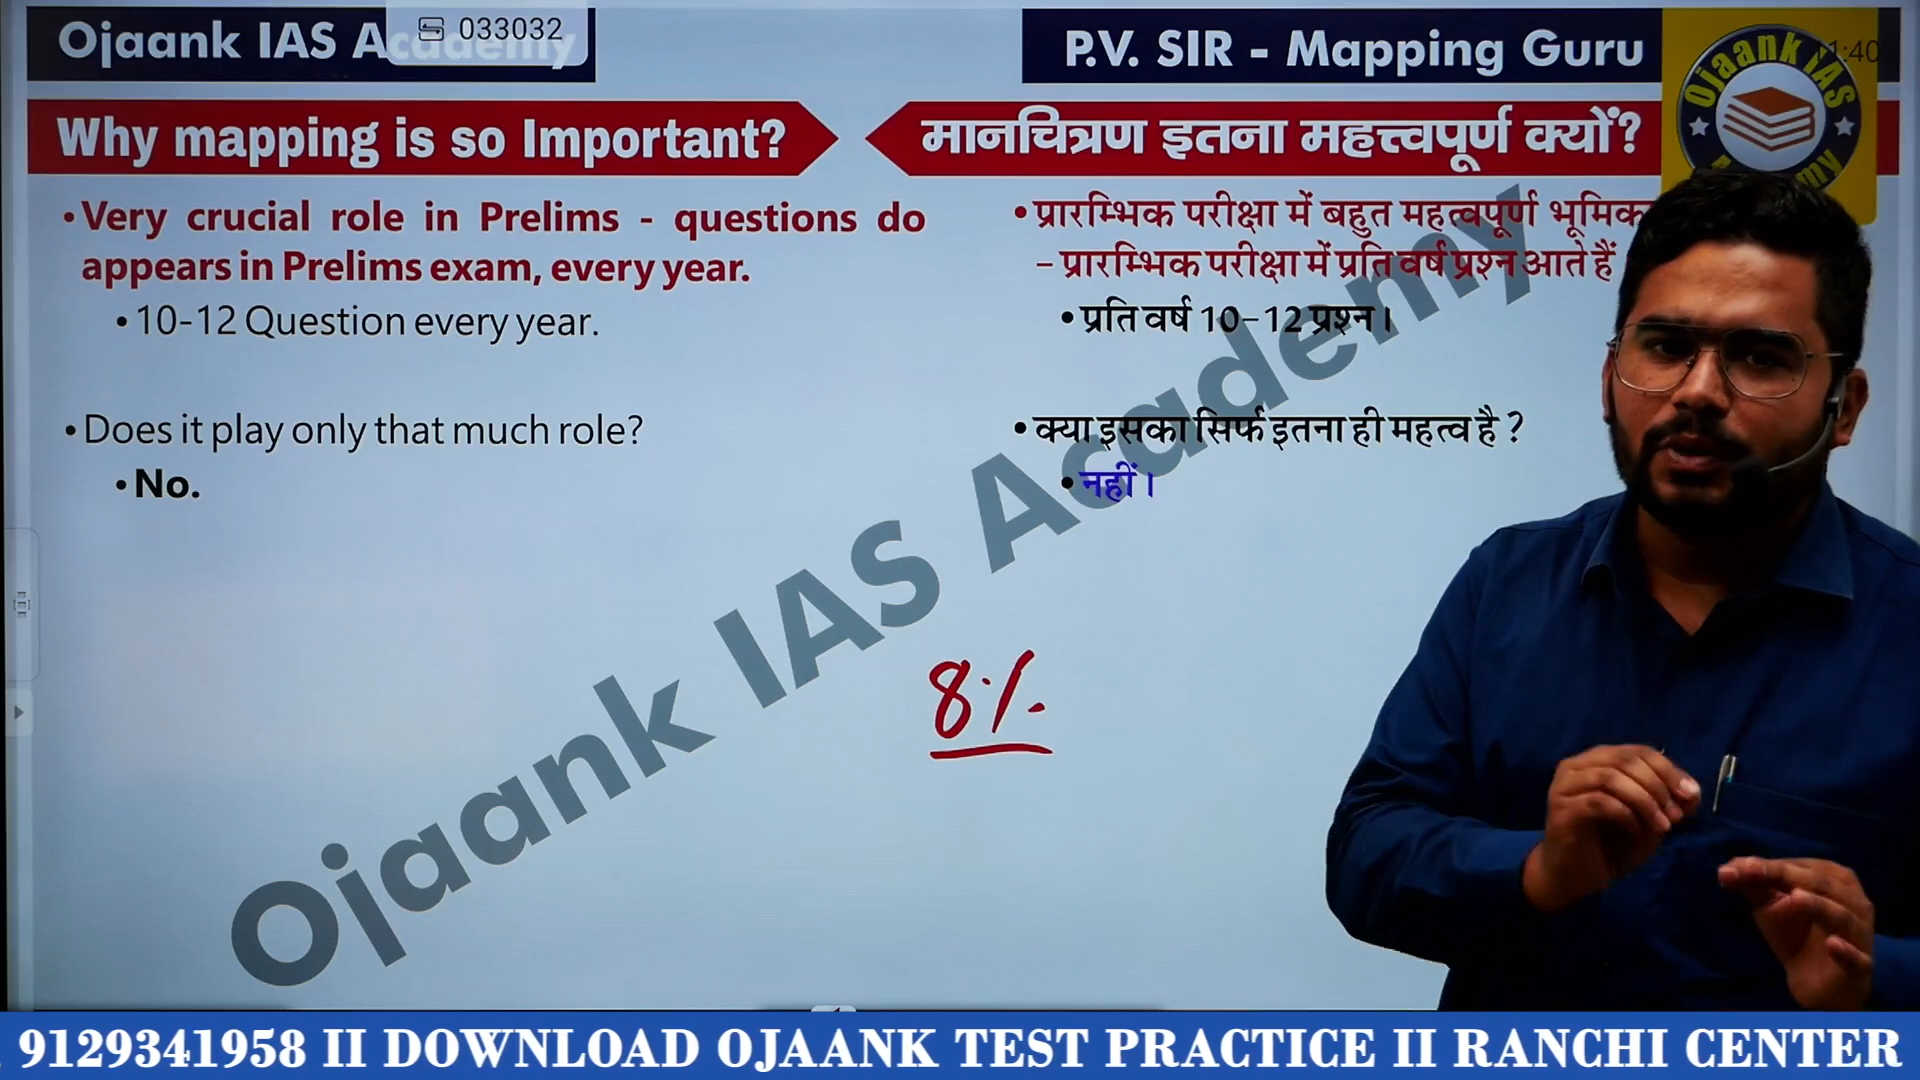 Ojaank IAS Academy
033032
P.V. SIR - Mapping Guru
Ojaank IAS
:40
Why mapping is so Important?
मानचित्रण इतना महत्त्वपूर्ण क्यों?
• Very crucial role in Prelims - questions do
appears in Prelims exam, every year.
• 10-12 Question every year.
• Does it play only that much role?
• No.
• प्रारम्भिक परीक्षा में बहुत महत्वपूर्ण
– प्रारम्भिक परीक्षा में प्रति वर्ष प्रश्न आते हैं
• प्रति वर्ष 10–12 प्रश्न।
• क्या इसका सिर्फ इतना ही महत्व है ?
• नहीं।
Ojaank IAS Academy
8%
9129341958 II DOWNLOAD OJAANK TEST PRACTICE II RANCHI CENTER